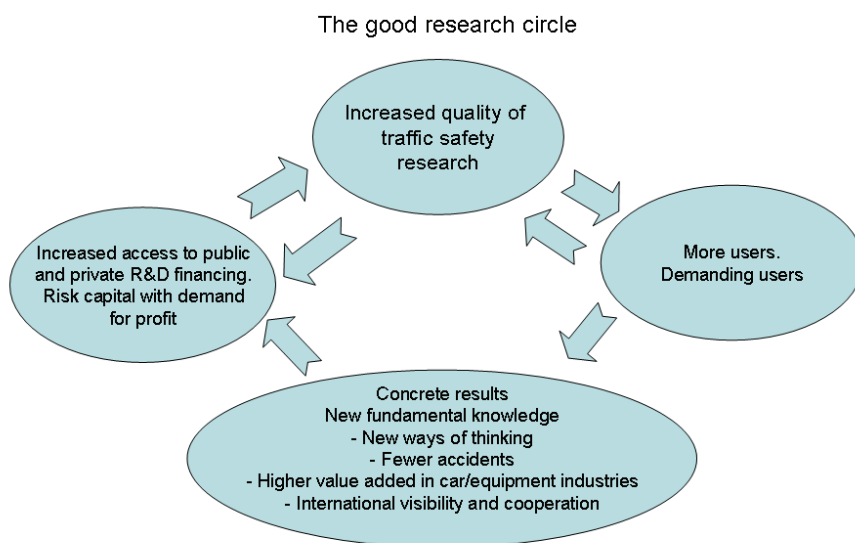 The good research circle
Increased quality of
traffic safety
research
Increased access to public
and private R&D financing.
Risk capital with demand
for profit
More users.
Demanding users
Concrete results
New fundamental knowledge
- New ways of thinking
- Fewer accidents
- Higher value added in car/equipment industries
- International visibility and cooperation